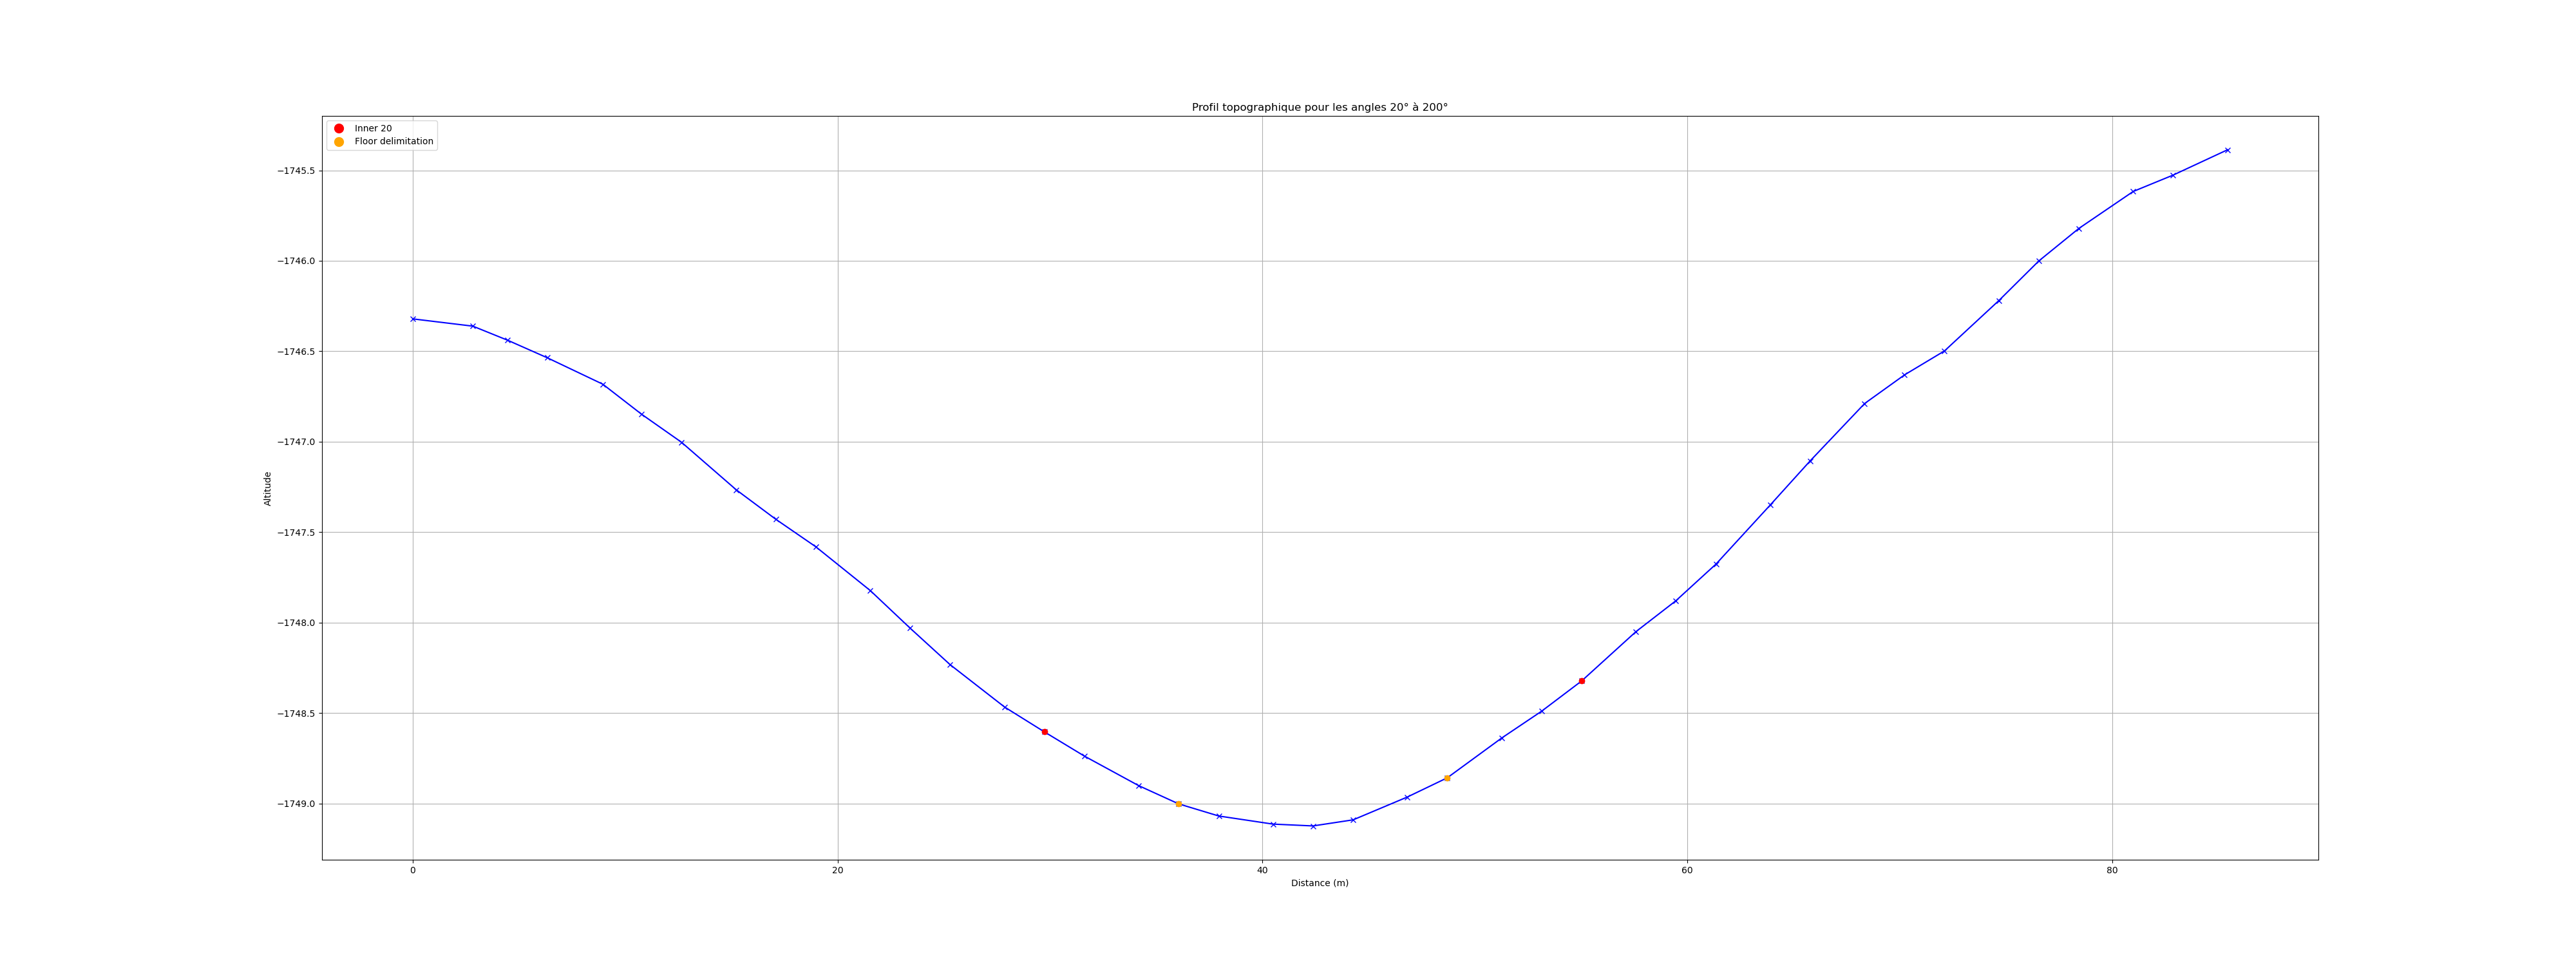 Profil topographique pour les angles 20° à 200°
Inner 20
Floor delimitation
−1745.5
−1746.0
−1746.5
−1747.0
−1747.5
−1748.0
−1748.5
−1749.0
Altitude
0
20
40
60
80
Distance (m)